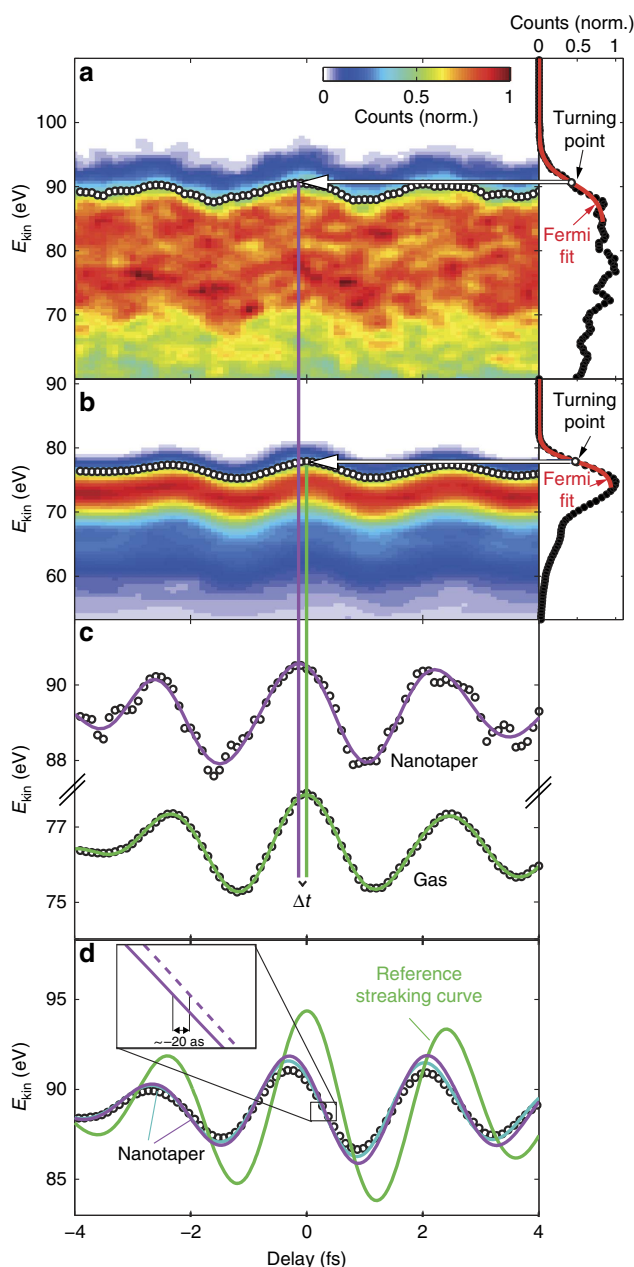 Counts (norm.)
0 0.5 1
a
0 0.5 1
Counts (norm.)
Turning
point
Fermi
fit
100
90
80
70
E_kin (eV)
b
90
80
70
60
E_kin (eV)
Turning
point
Fermi
fit
c
90
88
77
75
E_kin (eV)
Nanotaper
Gas
Δt
d
95
90
85
E_kin (eV)
~−20 as
Reference
streaking curve
Nanotaper
−4 −2 0 2 4
Delay (fs)